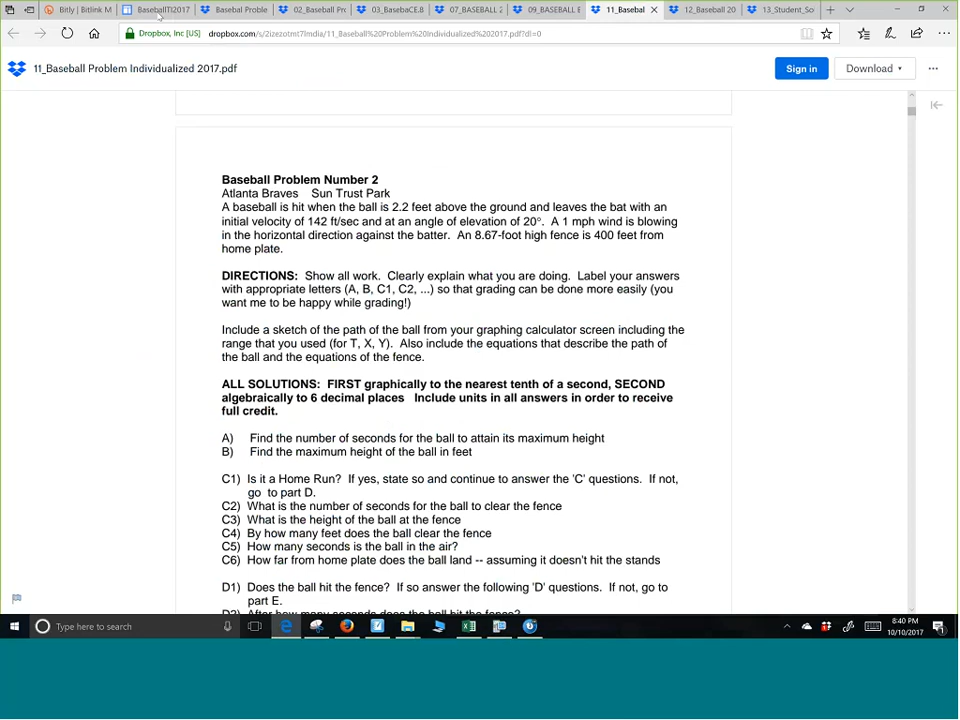 Bitly | Bitlink M
BaseballTI2017
Basebal Proble
02_Baseball Pr
03_BasebaCE.B
07_BASEBALL 2
09_BASEBALL E
11_Basebal
12_Baseball 20
13_Student_So
Dropbox, Inc [US]
11_Baseball Problem Individualized 2017.pdf
Sign in
Download
Baseball Problem Number 2
Atlanta Braves Sun Trust Park
A baseball is hit when the ball is 2.2 feet above the ground and leaves the bat with an
initial velocity of 142 ft/sec and at an angle of elevation of 20°. A 1 mph wind is blowing
in the horizontal direction against the batter. An 8.67-foot high fence is 400 feet from
home plate.
DIRECTIONS: Show all work. Clearly explain what you are doing. Label your answers
with appropriate letters (A, B, C1, C2, ...) so that grading can be done more easily (you
want me to be happy while grading!)
Include a sketch of the path of the ball from your graphing calculator screen including the
range that you used (for T, X, Y). Also include the equations that describe the path of
the ball and the equations of the fence.
ALL SOLUTIONS: FIRST graphically to the nearest tenth of a second, SECOND
algebraically to 6 decimal places Include units in all answers in order to receive
full credit.
A) Find the number of seconds for the ball to attain its maximum height
B) Find the maximum height of the ball in feet
C1) Is it a Home Run? If yes, state so and continue to answer the 'C' questions. If not,
go to part D.
C2) What is the number of seconds for the ball to clear the fence
C3) What is the height of the ball at the fence
C4) By how many feet does the ball clear the fence
C5) How many seconds is the ball in the air?
C6) How far from home plate does the ball land -- assuming it doesn't hit the stands
D1) Does the ball hit the fence? If so answer the following 'D' questions. If not, go to
part E.
D2) After how many seconds does the ball hit the fence?
Type here to search
8:40 PM
10/10/2017